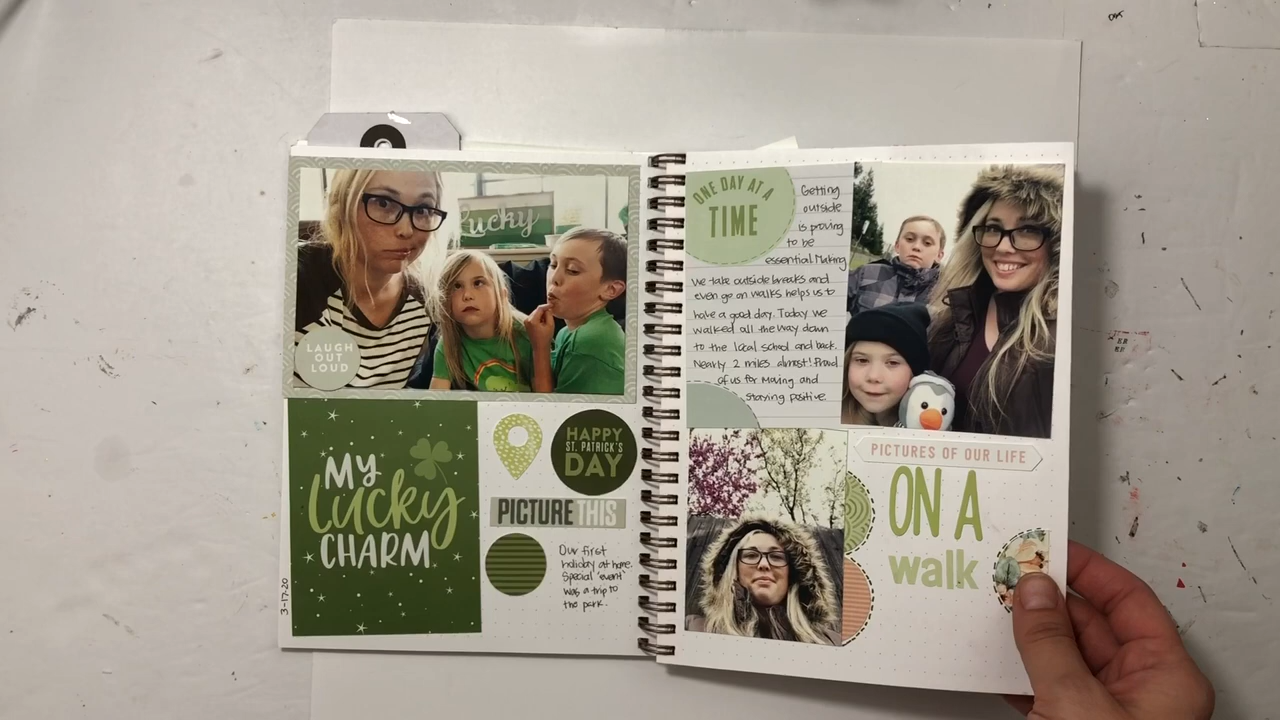 Lucky
LAUGH
OUT
LOUD
MY
Lucky
CHARM
HAPPY
ST. PATRICK'S
DAY
PICTURE THIS
Our first
holiday at home.
Special "event"
was a trip to
the park.
3-17-20
ONE DAY AT A
TIME
Getting
outside
is proving
to be
essential. Making
we take outside breaks and
even go on walks helps us to
have a good day. Today we
walked all the way down
to the local school and back.
Nearly 2 miles almost! Proud
of us for moving and
staying positive.
PICTURES OF OUR LIFE
ON A
walk